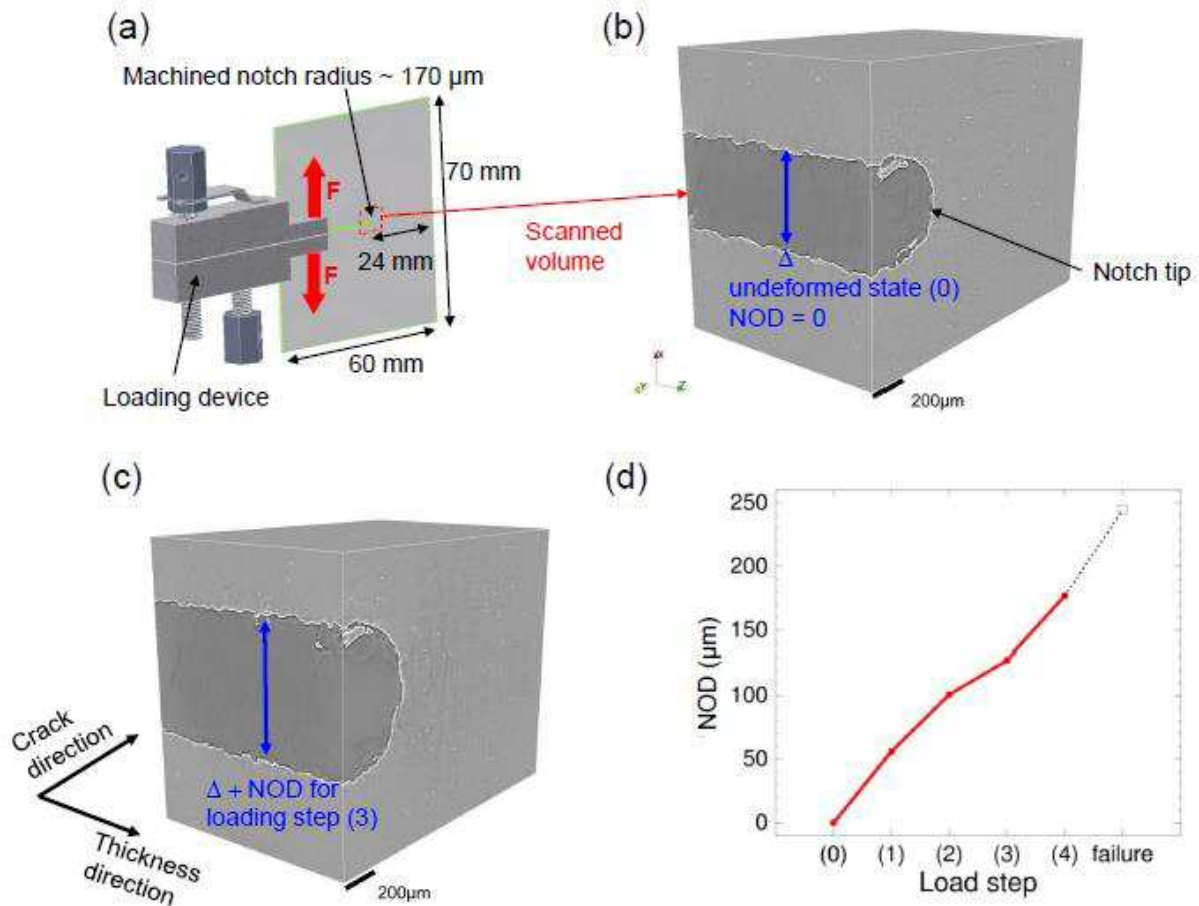 (a)
Machined notch radius ~ 170 µm
F
F
70 mm
24 mm
60 mm
Loading device
Scanned
volume
(b)
Δ
undeformed state (0)
NOD = 0
Notch tip
X
Y
Z
200µm
(c)
Δ + NOD for
loading step (3)
Crack
direction
Thickness
direction
200µm
(d)
250
200
150
100
50
0
NOD (µm)
(0) (1) (2) (3) (4) failure
Load step